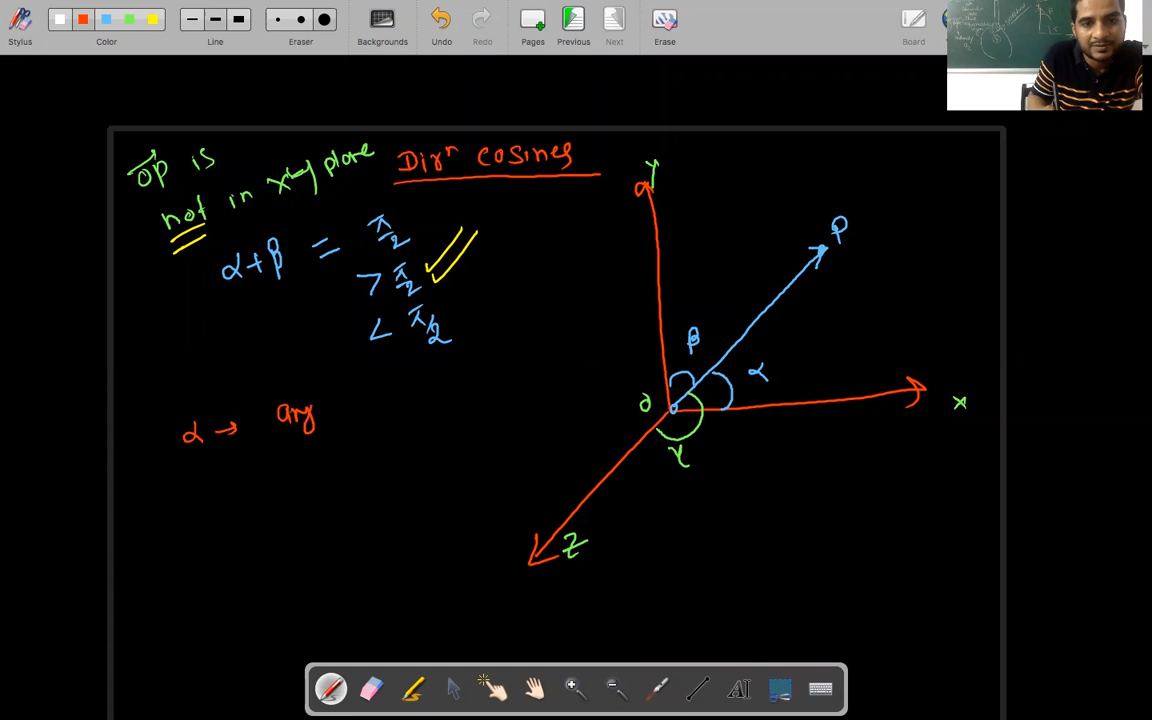 Stylus
Color
Line
Eraser
Backgrounds
Undo
Redo
Pages
Previous
Next
Erase
Board
OP is
not in x-y plane
Dirⁿ cosines
α+β = π/2
> π/2
< π/2
α → ang
Y
P
β
α
O
x
γ
Z